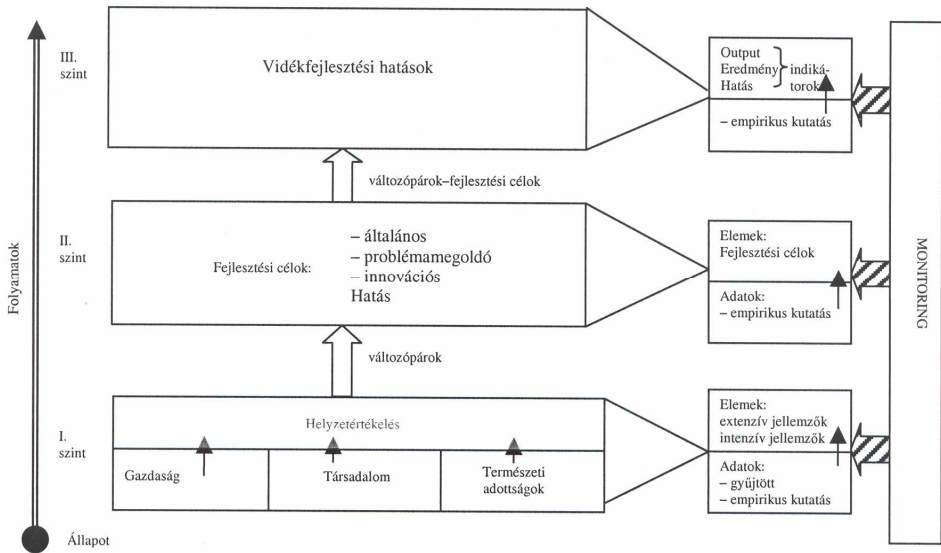 III.
szint
Vidékfejlesztési hatások
Output
Eredmény
Hatás
indiká-
torok
– empirikus kutatás
változópárok–fejlesztési célok
II.
szint
Fejlesztési célok:
– általános
– problémamegoldó
– innovációs
Hatás
Elemek:
Fejlesztési célok
Adatok:
– empirikus kutatás
változópárok
I.
szint
Helyzetértékelés
Gazdaság
Társadalom
Természeti
adottságok
Elemek:
extenzív jellemzők
intenzív jellemzők
Adatok:
– gyűjtött
– empirikus kutatás
Folyamatok
Állapot
MONITORING